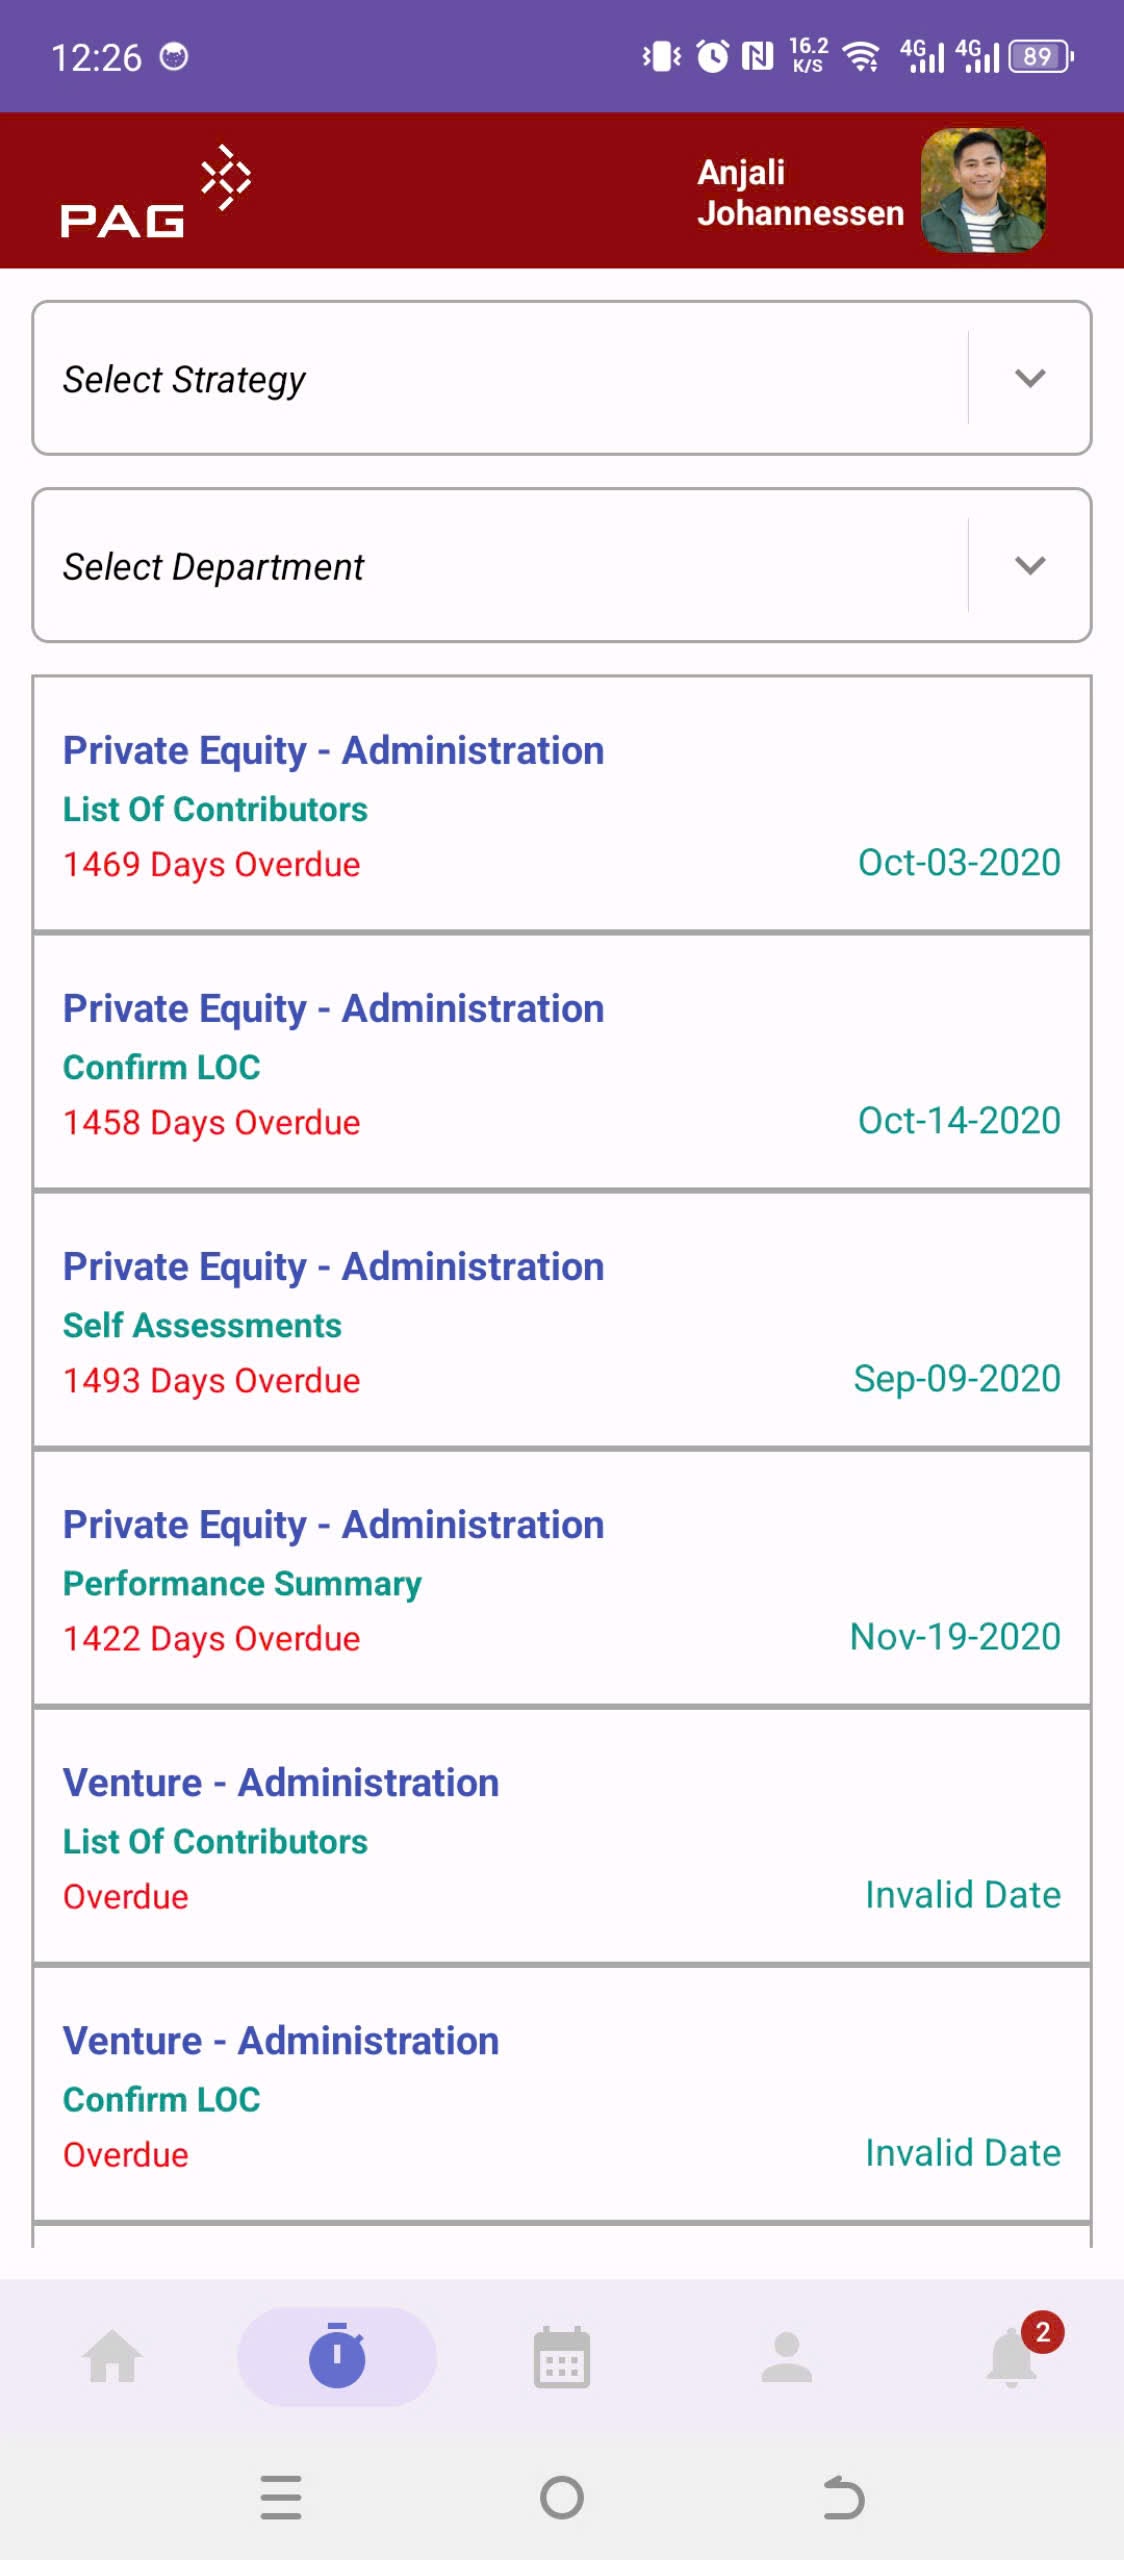 12:26
16.2
K/S
4G
4G
89
PAG
Anjali
Johannessen
Select Strategy
Select Department
Private Equity - Administration
List Of Contributors
1469 Days Overdue
Oct-03-2020
Private Equity - Administration
Confirm LOC
1458 Days Overdue
Oct-14-2020
Private Equity - Administration
Self Assessments
1493 Days Overdue
Sep-09-2020
Private Equity - Administration
Performance Summary
1422 Days Overdue
Nov-19-2020
Venture - Administration
List Of Contributors
Overdue
Invalid Date
Venture - Administration
Confirm LOC
Overdue
Invalid Date
2